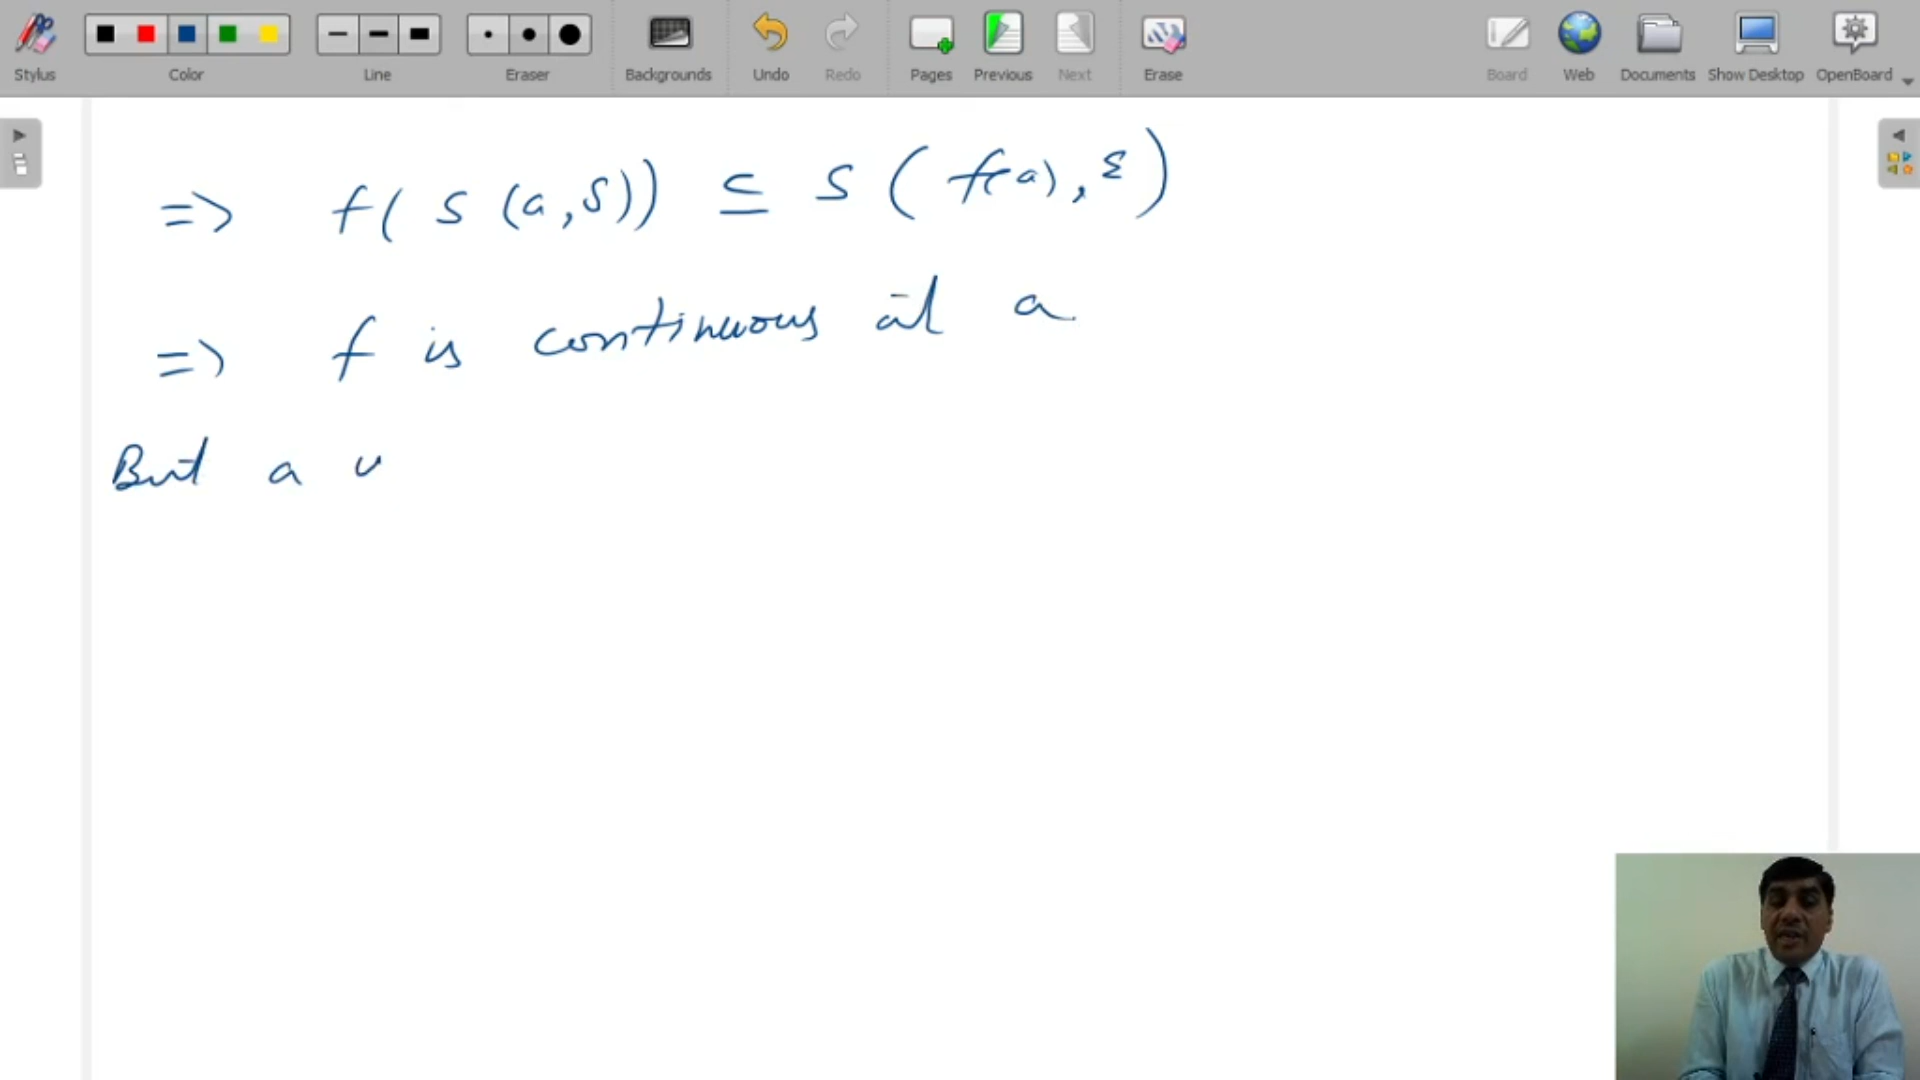 Stylus Color Line Eraser Backgrounds Undo Redo Pages Previous Next Erase Board Web Documents Show Desktop OpenBoard
=> f( S (a, δ)) ⊆ S ( f(a), ε )
=> f is continuous at a
But a